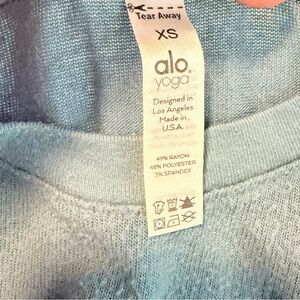 Tear Away
XS
alo®
yoga
Designed in
Los Angeles
Made in
U.S.A.
49% RAYON
48% POLYESTER
3% SPANDEX